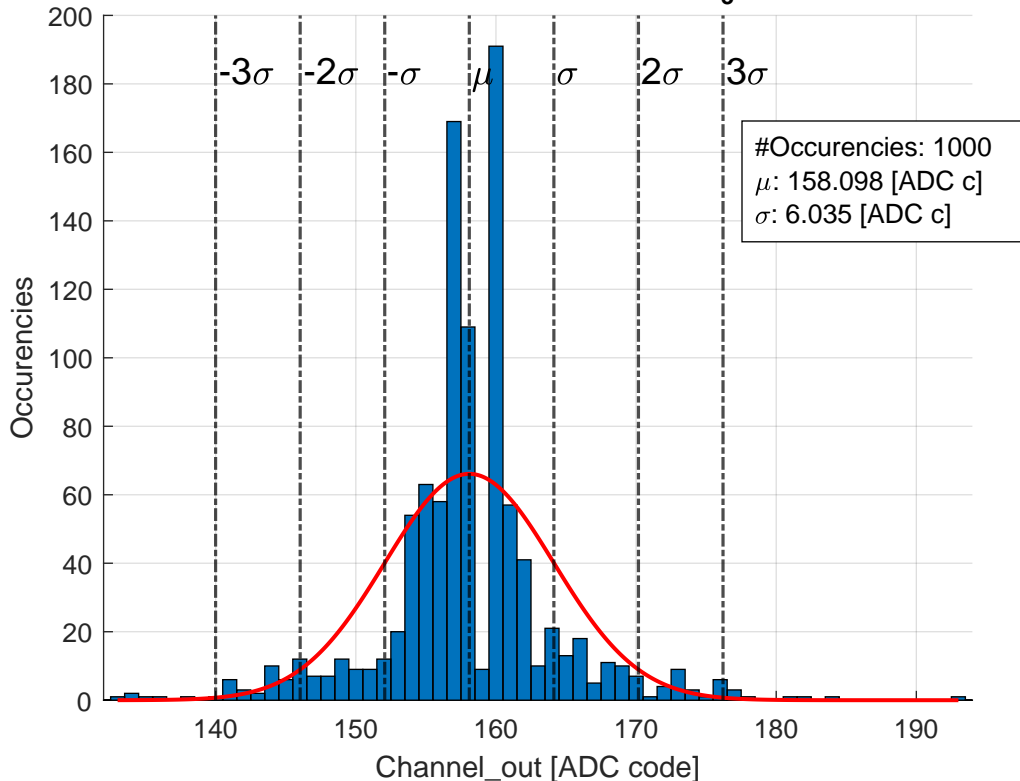 200
180
160
140
120
100
80
60
40
20
0
Occurencies
-3σ -2σ -σ μ σ 2σ 3σ
#Occurencies: 1000
μ: 158.098 [ADC c]
σ: 6.035 [ADC c]
140 150 160 170 180 190
Channel_out [ADC code]